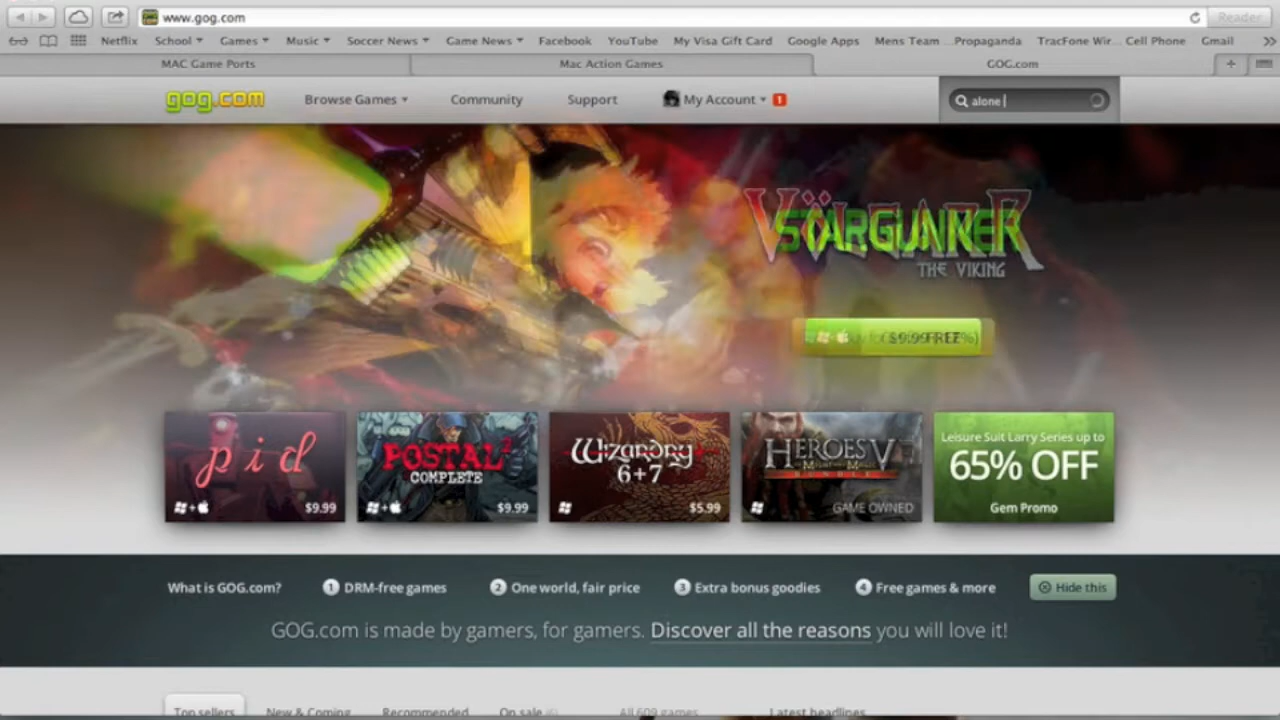 www.gog.com
Reader
Netflix School Games Music Soccer News Game News Facebook YouTube My Visa Gift Card Google Apps Mens Team ...Propaganda TracFone Wir... Cell Phone Gmail
MAC Game Ports Mac Action Games GOG.com
gog.com Browse Games Community Support My Account 1 alone
VÖLGARR
STARGUNNER
THE VIKING
pid POSTAL 2 Wizardry HEROES V Leisure Suit Larry Series up to
COMPLETE 6+7 65% OFF
$9.99 $9.99 $5.99 GAME OWNED Gem Promo
What is GOG.com? 1 DRM-free games 2 One world, fair price 3 Extra bonus goodies 4 Free games & more Hide this
GOG.com is made by gamers, for gamers. Discover all the reasons you will love it!
Top sellers New & Coming Recommended On sale (6) All 609 games Latest headlines